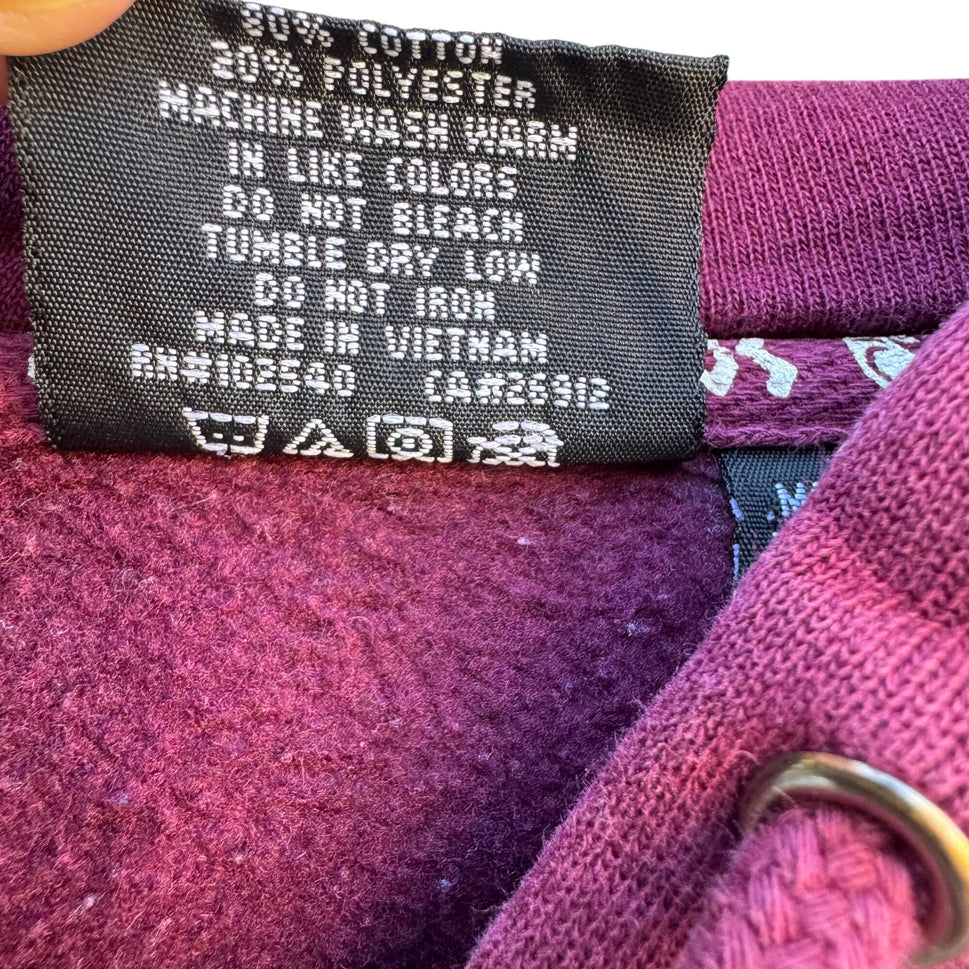 80% COTTON
20% POLYESTER
MACHINE WASH WARM
IN LIKE COLORS
DO NOT BLEACH
TUMBLE DRY LOW
DO NOT IRON
MADE IN VIETNAM
RN#102540 CA#26912